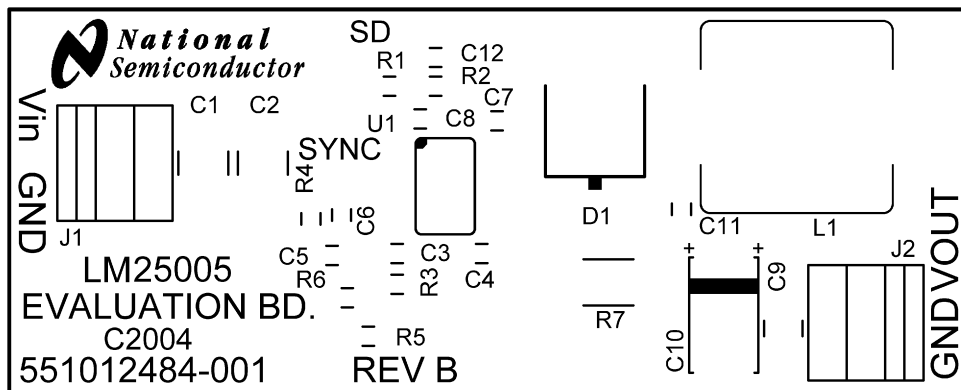 National
Semiconductor
SD
R1
C12
R2
C7
C1
C2
U1
C8
SYNC
R4
Vin GND
J1
C6
D1
C11
L1
C5
C3
C4
R6
R3
LM25005
EVALUATION BD.
C2004
551012484-001
R5
REV B
R7
+
+
C9
C10
J2
GND VOUT